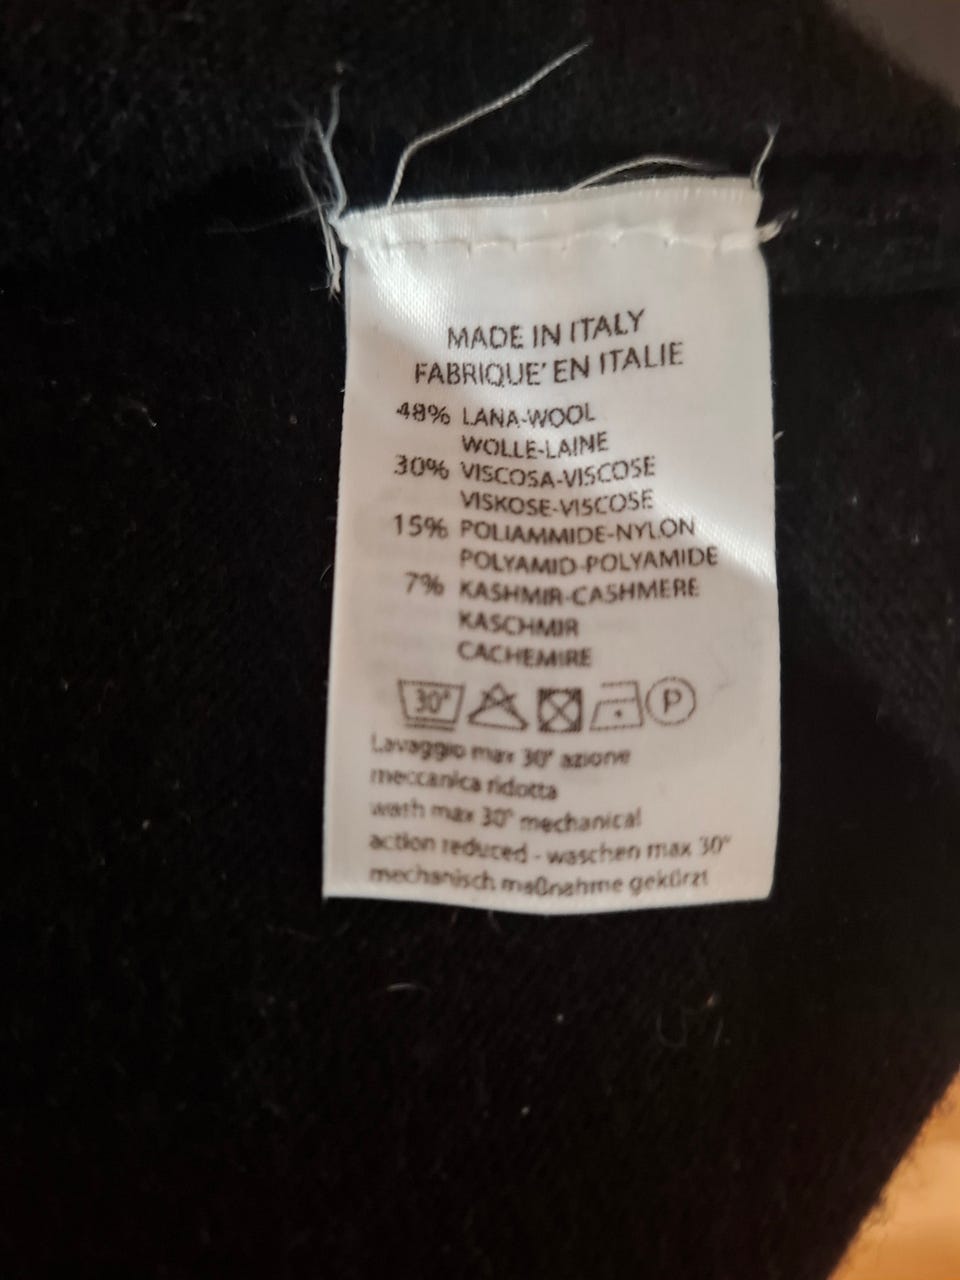 MADE IN ITALY
FABRIQUE' EN ITALIE
48% LANA-WOOL
WOLLE-LAINE
30% VISCOSA-VISCOSE
VISKOSE-VISCOSE
15% POLIAMMIDE-NYLON
POLYAMID-POLYAMIDE
7% KASHMIR-CASHMERE
KASCHMIR
CACHEMIRE
30° P
Lavaggio max 30° azione
meccanica ridotta
wash max 30° mechanical
action reduced - waschen max 30°
mechanisch maßnahme gekürzt